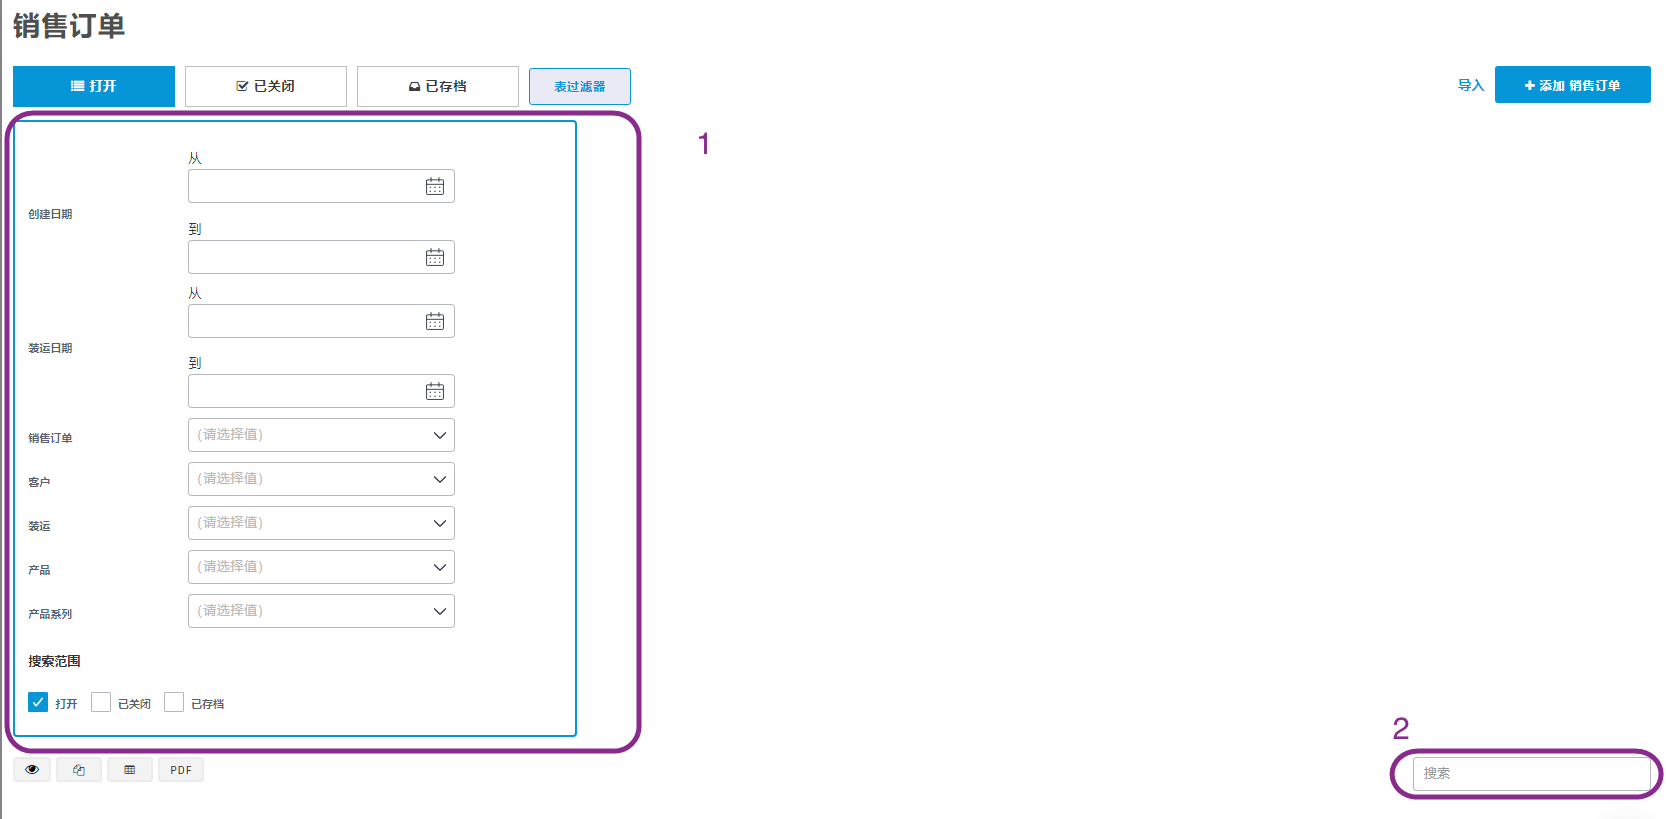 销售订单
打开
已关闭
已存档
表过滤器
导入
添加 销售订单
1
从
创建日期
到
从
装运日期
到
销售订单
(请选择值)
客户
(请选择值)
装运
(请选择值)
产品
(请选择值)
产品系列
(请选择值)
搜索范围
打开
已关闭
已存档
2
PDF
搜索